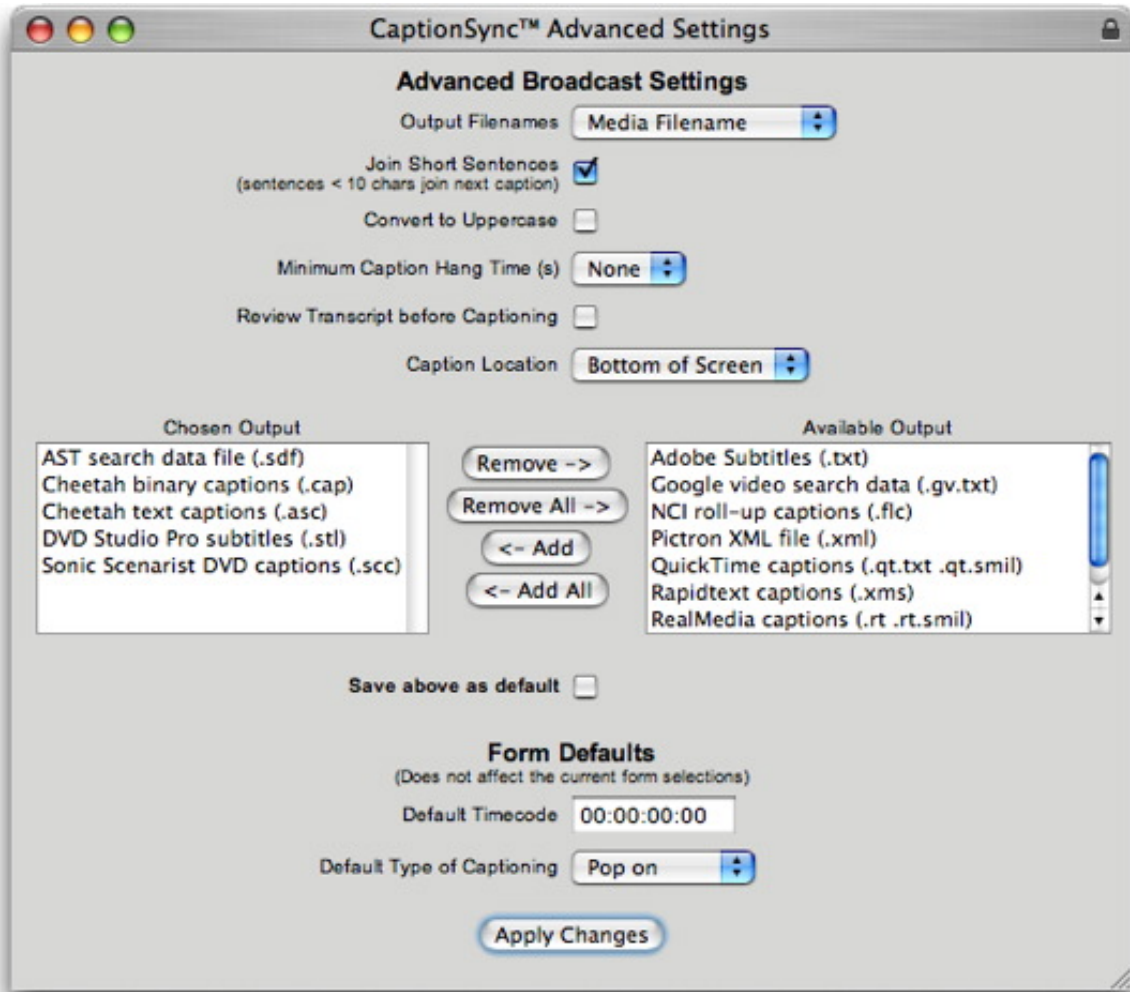 CaptionSync™ Advanced Settings
Advanced Broadcast Settings
Output Filenames Media Filename
Join Short Sentences
(sentences < 10 chars join next caption)
Convert to Uppercase
Minimum Caption Hang Time (s) None
Review Transcript before Captioning
Caption Location Bottom of Screen
Chosen Output
AST search data file (.sdf)
Cheetah binary captions (.cap)
Cheetah text captions (.asc)
DVD Studio Pro subtitles (.stl)
Sonic Scenarist DVD captions (.scc)
Remove ->
Remove All ->
<- Add
<- Add All
Available Output
Adobe Subtitles (.txt)
Google video search data (.gv.txt)
NCI roll-up captions (.flc)
Pictron XML file (.xml)
QuickTime captions (.qt.txt .qt.smil)
Rapidtext captions (.xms)
RealMedia captions (.rt .rt.smil)
Save above as default
Form Defaults
(Does not affect the current form selections)
Default Timecode 00:00:00:00
Default Type of Captioning Pop on
Apply Changes